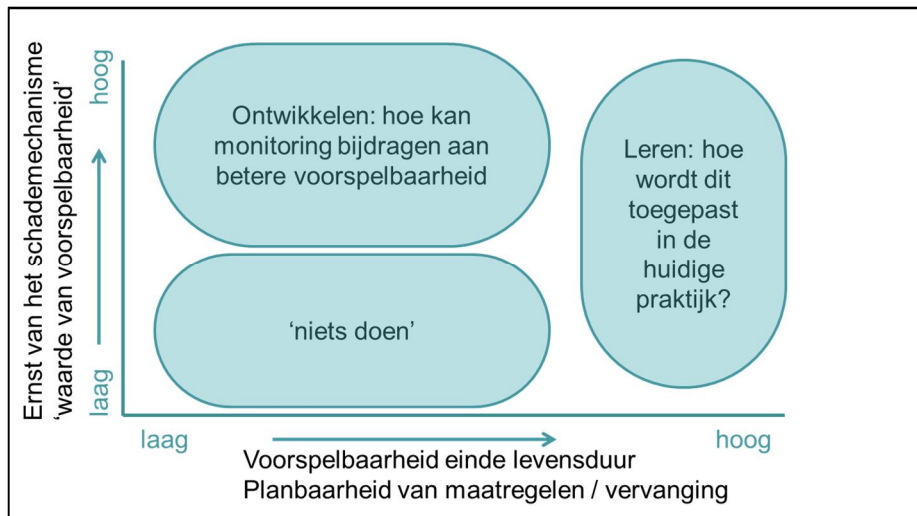 Ernst van het schademechanisme
'waarde van voorspelbaarheid'
hoog
laag
Ontwikkelen: hoe kan
monitoring bijdragen aan
betere voorspelbaarheid
'niets doen'
Leren: hoe
wordt dit
toegepast
in de
huidige
praktijk?
laag
hoog
Voorspelbaarheid einde levensduur
Planbaarheid van maatregelen / vervanging